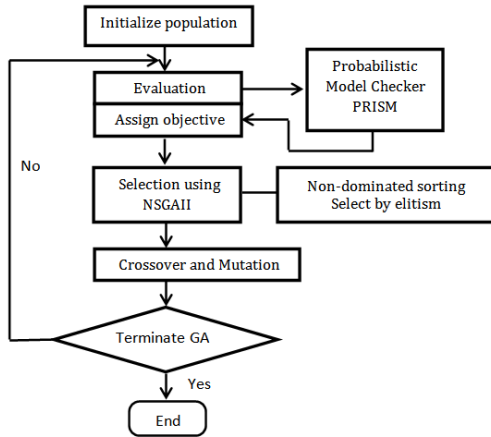 Initialize population
Evaluation
Probabilistic
Model Checker
PRISM
Assign objective
No
Selection using
NSGAII
Non-dominated sorting
Select by elitism
Crossover and Mutation
Terminate GA
Yes
End